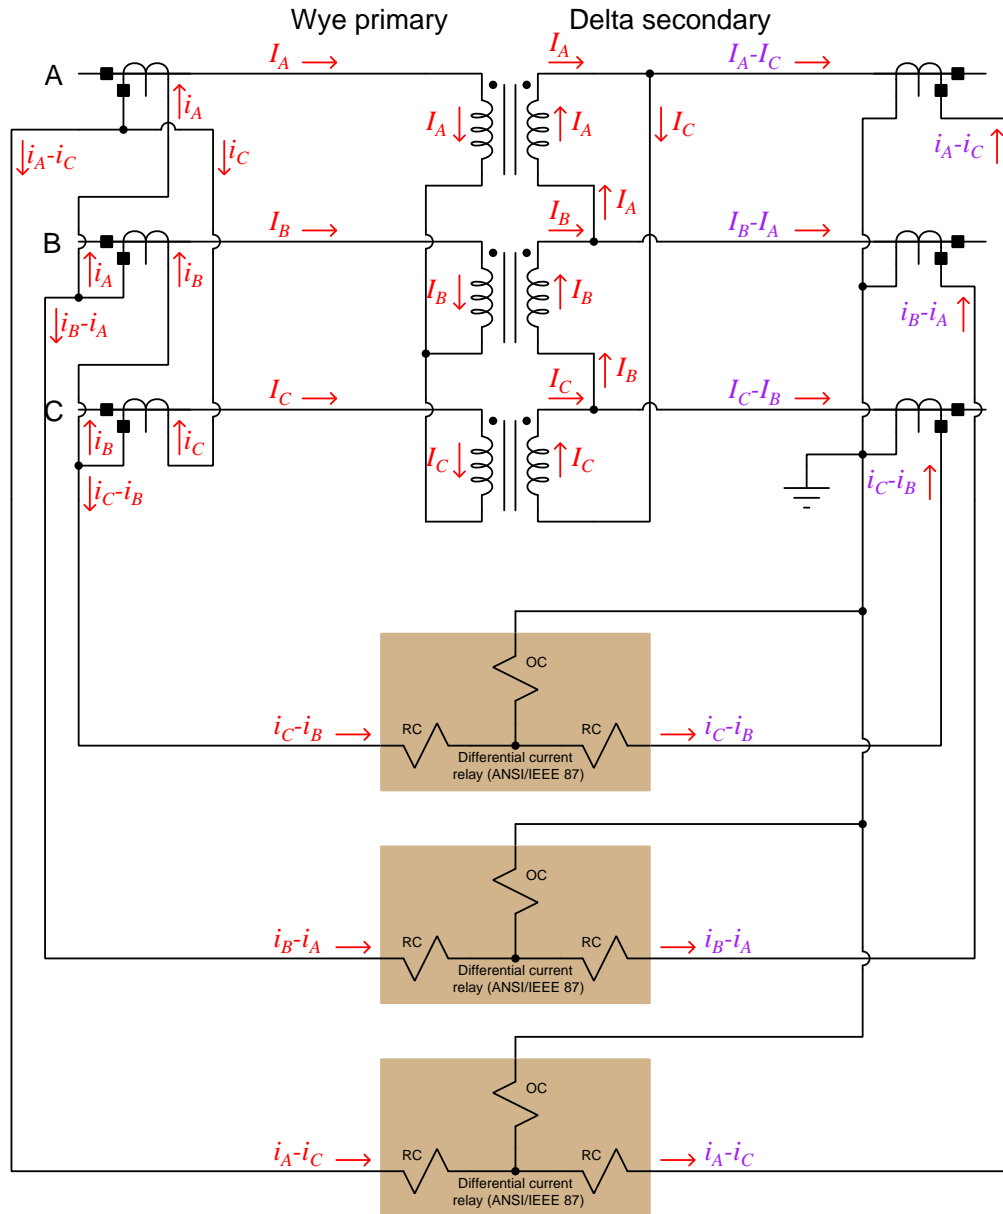 Wye primary Delta secondary
A I_A I_A I_A-I_C
i_A I_A I_A I_C
i_A-i_C i_C i_A-i_C
I_A
B I_B I_B I_B-I_A
i_A i_B I_B I_B
i_B-i_A i_B-i_A
I_B
C I_C I_C I_C-I_B
i_B i_C I_C I_C
i_C-i_B i_C-i_B
OC
i_C-i_B RC RC i_C-i_B
Differential current
relay (ANSI/IEEE 87)
OC
i_B-i_A RC RC i_B-i_A
Differential current
relay (ANSI/IEEE 87)
OC
i_A-i_C RC RC i_A-i_C
Differential current
relay (ANSI/IEEE 87)